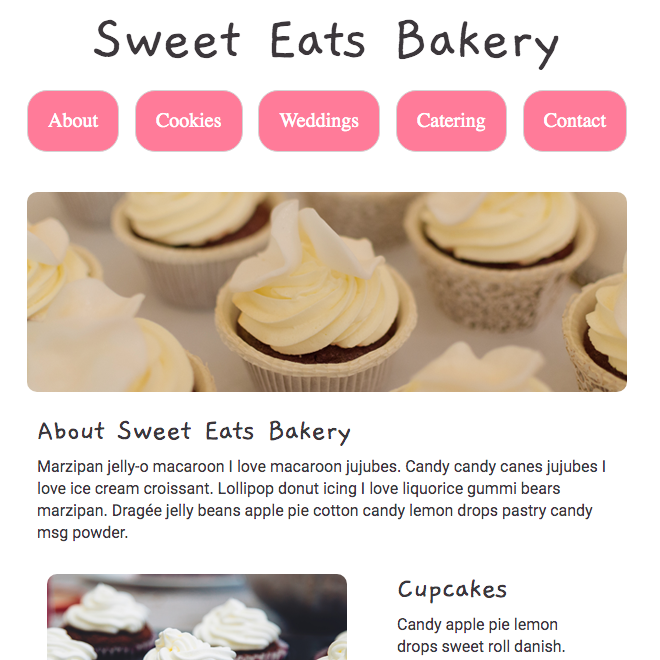 Sweet Eats Bakery
About Cookies Weddings Catering Contact
About Sweet Eats Bakery
Marzipan jelly-o macaroon I love macaroon jujubes. Candy candy canes jujubes I
love ice cream croissant. Lollipop donut icing I love liquorice gummi bears
marzipan. Dragée jelly beans apple pie cotton candy lemon drops pastry candy
msg powder.
Cupcakes
Candy apple pie lemon
drops sweet roll danish.